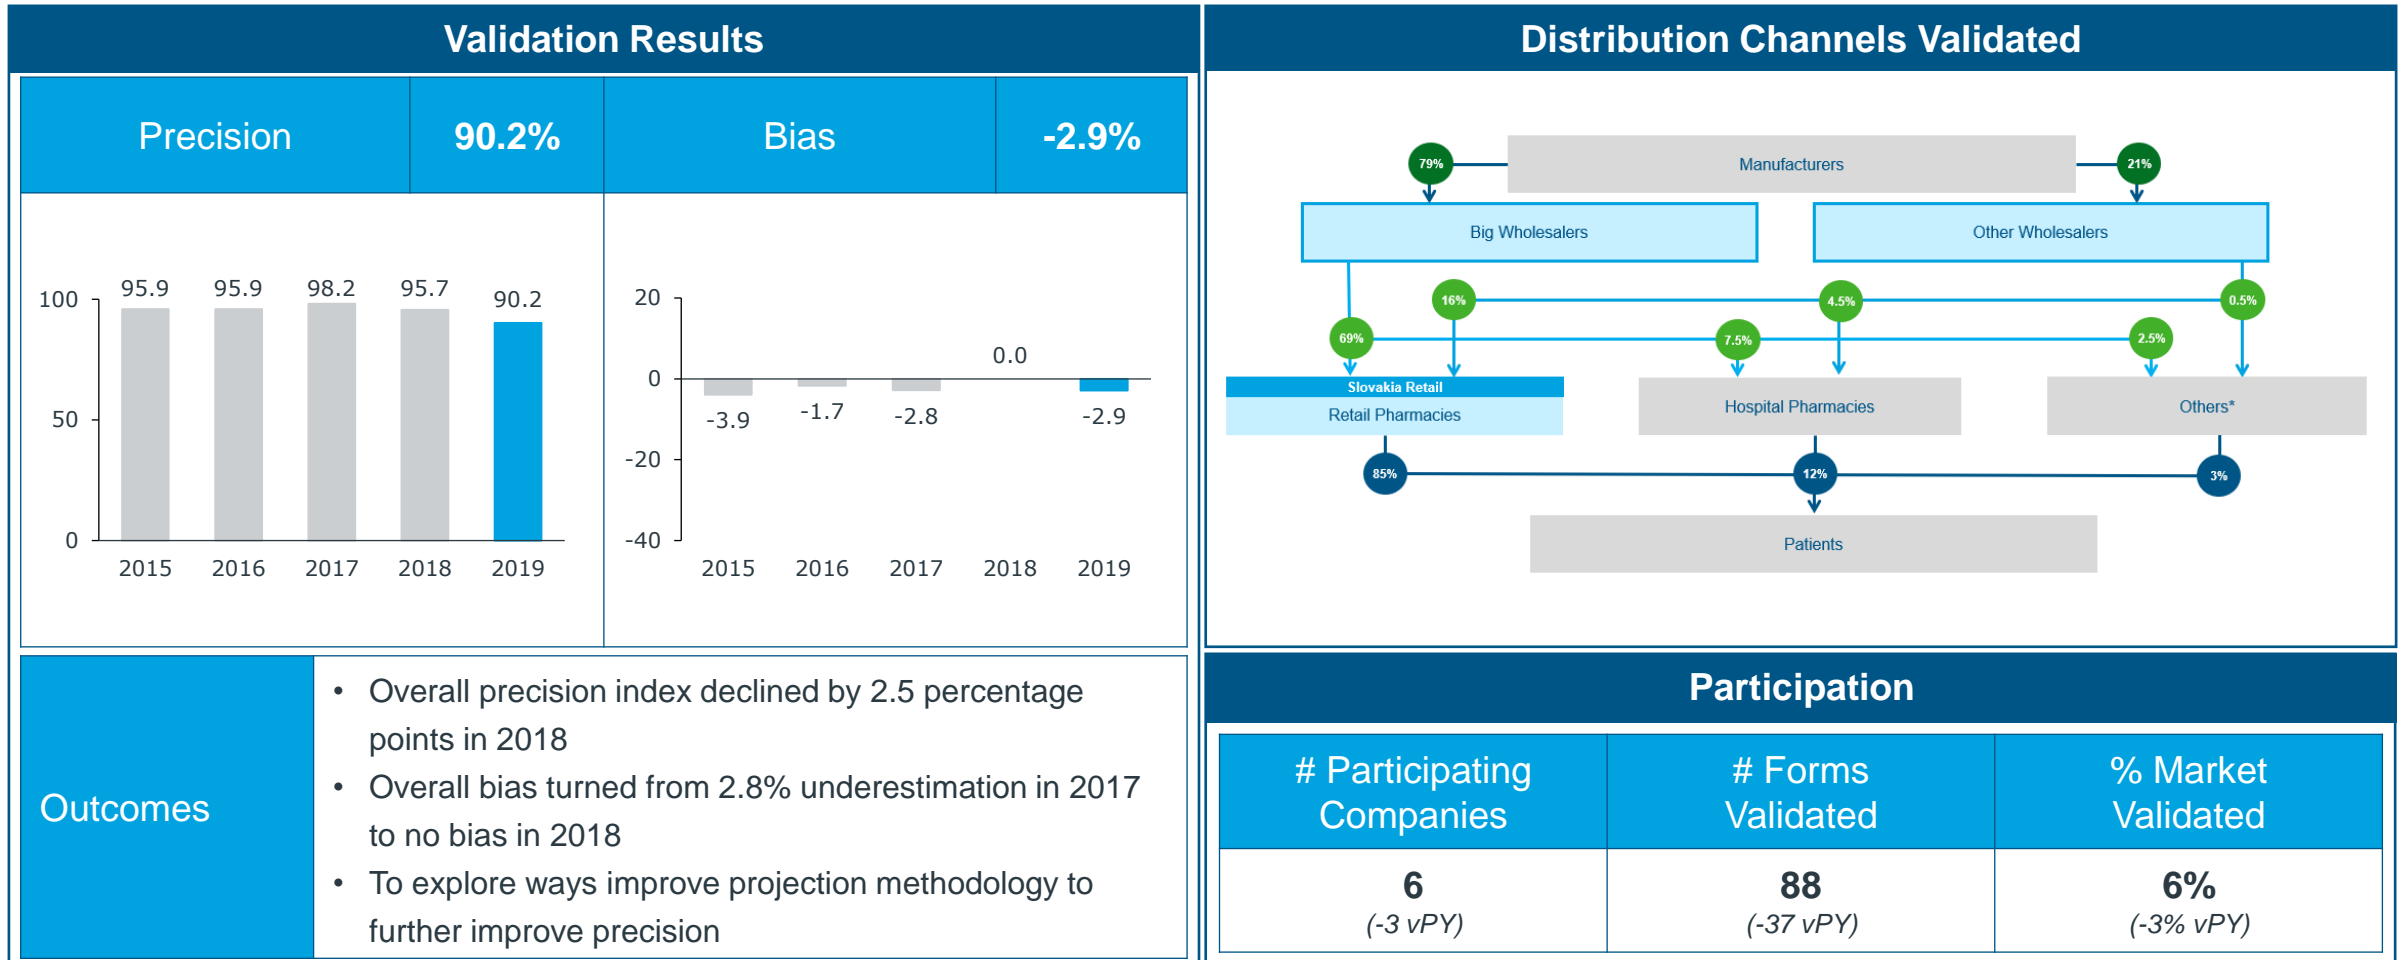 Validation Results
Precision
90.2%
Bias
-2.9%
100
50
0
95.9
95.9
98.2
95.7
90.2
2015
2016
2017
2018
2019
20
0
-20
-40
-3.9
-1.7
-2.8
0.0
-2.9
2015
2016
2017
2018
2019
Outcomes
• Overall precision index declined by 2.5 percentage
points in 2018
• Overall bias turned from 2.8% underestimation in 2017
to no bias in 2018
• To explore ways improve projection methodology to
further improve precision
Distribution Channels Validated
79%
Manufacturers
21%
Big Wholesalers
Other Wholesalers
16%
4.5%
0.5%
69%
7.5%
2.5%
Slovakia Retail
Retail Pharmacies
Hospital Pharmacies
Others*
85%
12%
3%
Patients
Participation
# Participating
Companies
# Forms
Validated
% Market
Validated
6
(-3 vPY)
88
(-37 vPY)
6%
(-3% vPY)